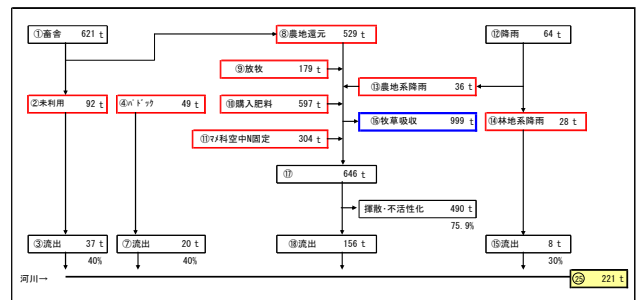 ①畜舎 621 t
⑧農地還元 529 t
⑫降雨 64 t
⑨放牧 179 t
⑬農地系降雨 36 t
②未利用 92 t
④ﾊﾟﾄﾞｯｸ 49 t
⑩購入肥料 597 t
⑯牧草吸収 999 t
⑭林地系降雨 28 t
⑪ﾏﾒ科空中N固定 304 t
⑰ 646 t
揮散・不活性化 490 t
75.9%
③流出 37 t
⑦流出 20 t
⑱流出 156 t
⑮流出 8 t
40%
40%
30%
河川→
㉕ 221 t